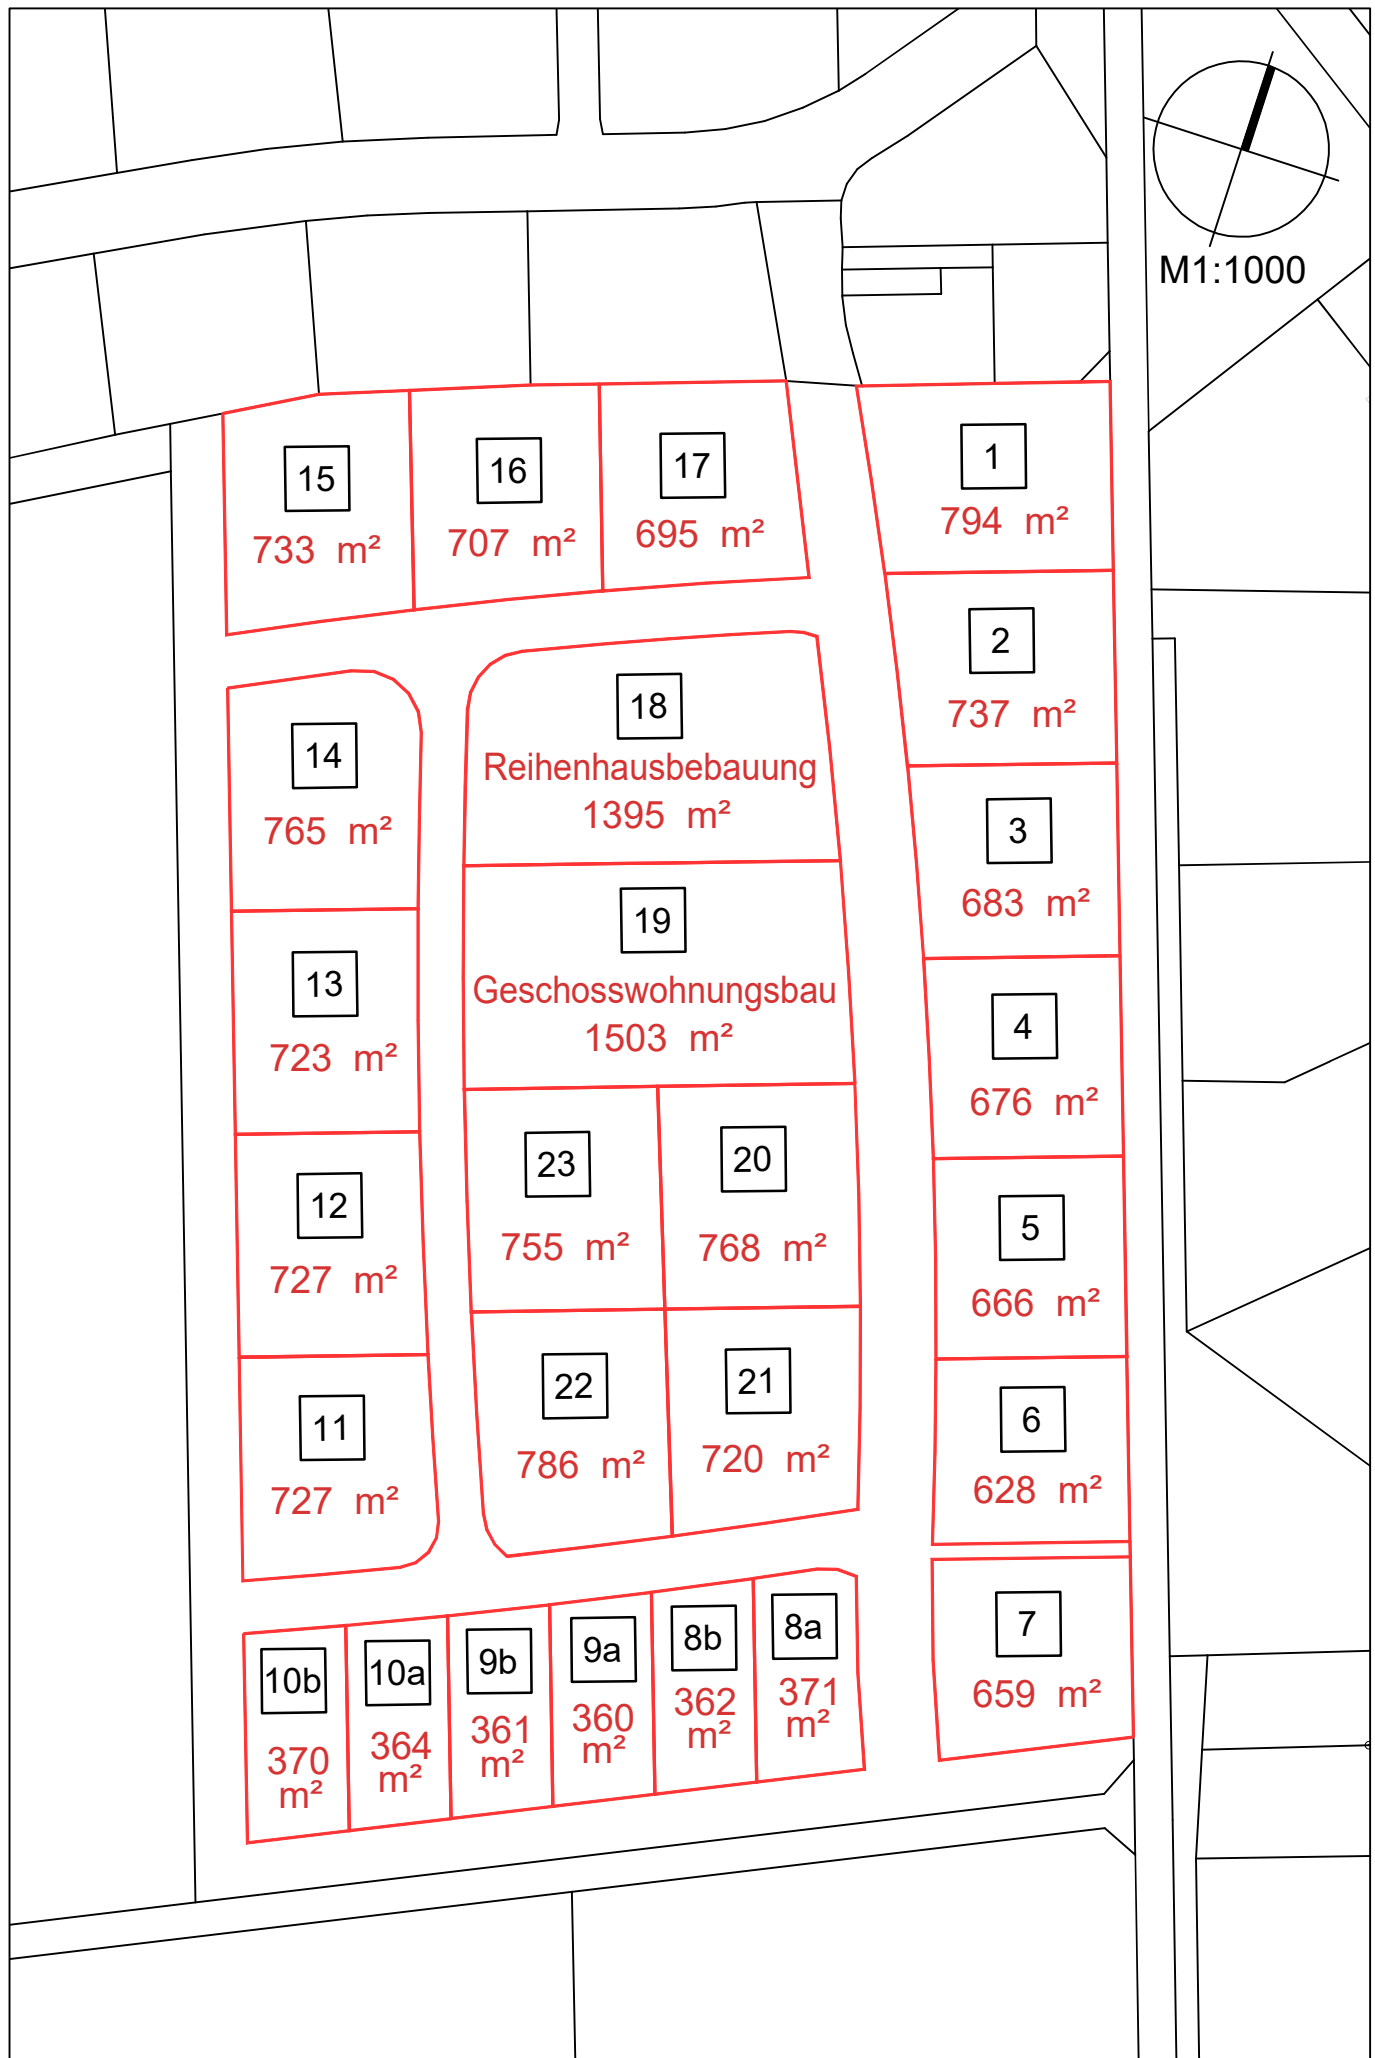 M1:1000
15
733 m²
16
707 m²
17
695 m²
1
794 m²
2
737 m²
14
765 m²
18
Reihenhausbebauung
1395 m²
3
683 m²
13
723 m²
19
Geschosswohnungsbau
1503 m²
4
676 m²
12
727 m²
23
755 m²
20
768 m²
5
666 m²
11
727 m²
22
786 m²
21
720 m²
6
628 m²
10b
370
m²
10a
364
m²
9b
361
m²
9a
360
m²
8b
362
m²
8a
371
m²
7
659 m²